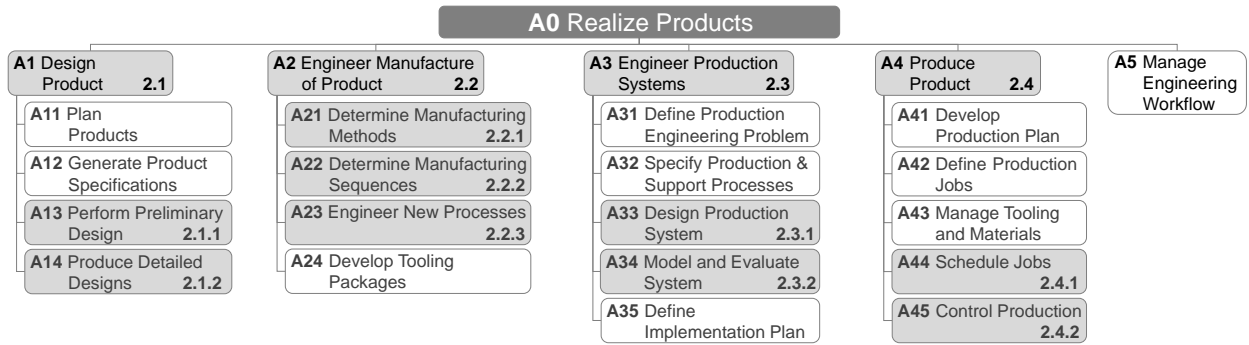 A0 Realize Products
A1 Design
Product 2.1
A11 Plan
Products
A12 Generate Product
Specifications
A13 Perform Preliminary
Design 2.1.1
A14 Produce Detailed
Designs 2.1.2
A2 Engineer Manufacture
of Product 2.2
A21 Determine Manufacturing
Methods 2.2.1
A22 Determine Manufacturing
Sequences 2.2.2
A23 Engineer New Processes
2.2.3
A24 Develop Tooling
Packages
A3 Engineer Production
Systems 2.3
A31 Define Production
Engineering Problem
A32 Specify Production &
Support Processes
A33 Design Production
System 2.3.1
A34 Model and Evaluate
System 2.3.2
A35 Define
Implementation Plan
A4 Produce
Product 2.4
A41 Develop
Production Plan
A42 Define Production
Jobs
A43 Manage Tooling
and Materials
A44 Schedule Jobs
2.4.1
A45 Control Production
2.4.2
A5 Manage
Engineering
Workflow